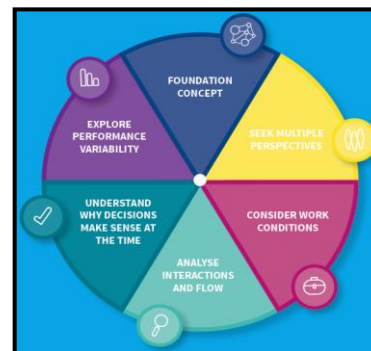 FOUNDATION
CONCEPT
SEEK MULTIPLE
PERSPECTIVES
CONSIDER WORK
CONDITIONS
ANALYSE
INTERACTIONS
AND FLOW
UNDERSTAND
WHY DECISIONS
MAKE SENSE AT
THE TIME
EXPLORE
PERFORMANCE
VARIABILITY